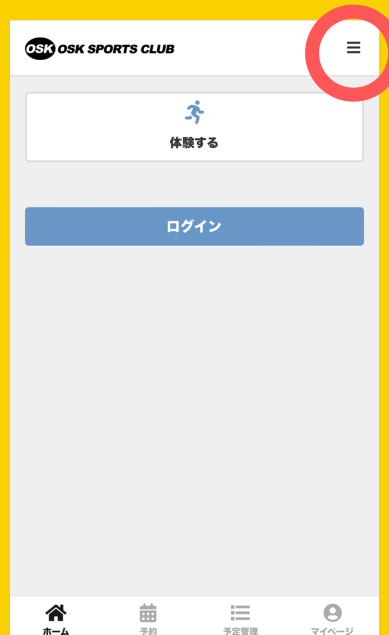 OSK OSK SPORTS CLUB
体験する
ログイン
ホーム
予約
予定管理
マイページ